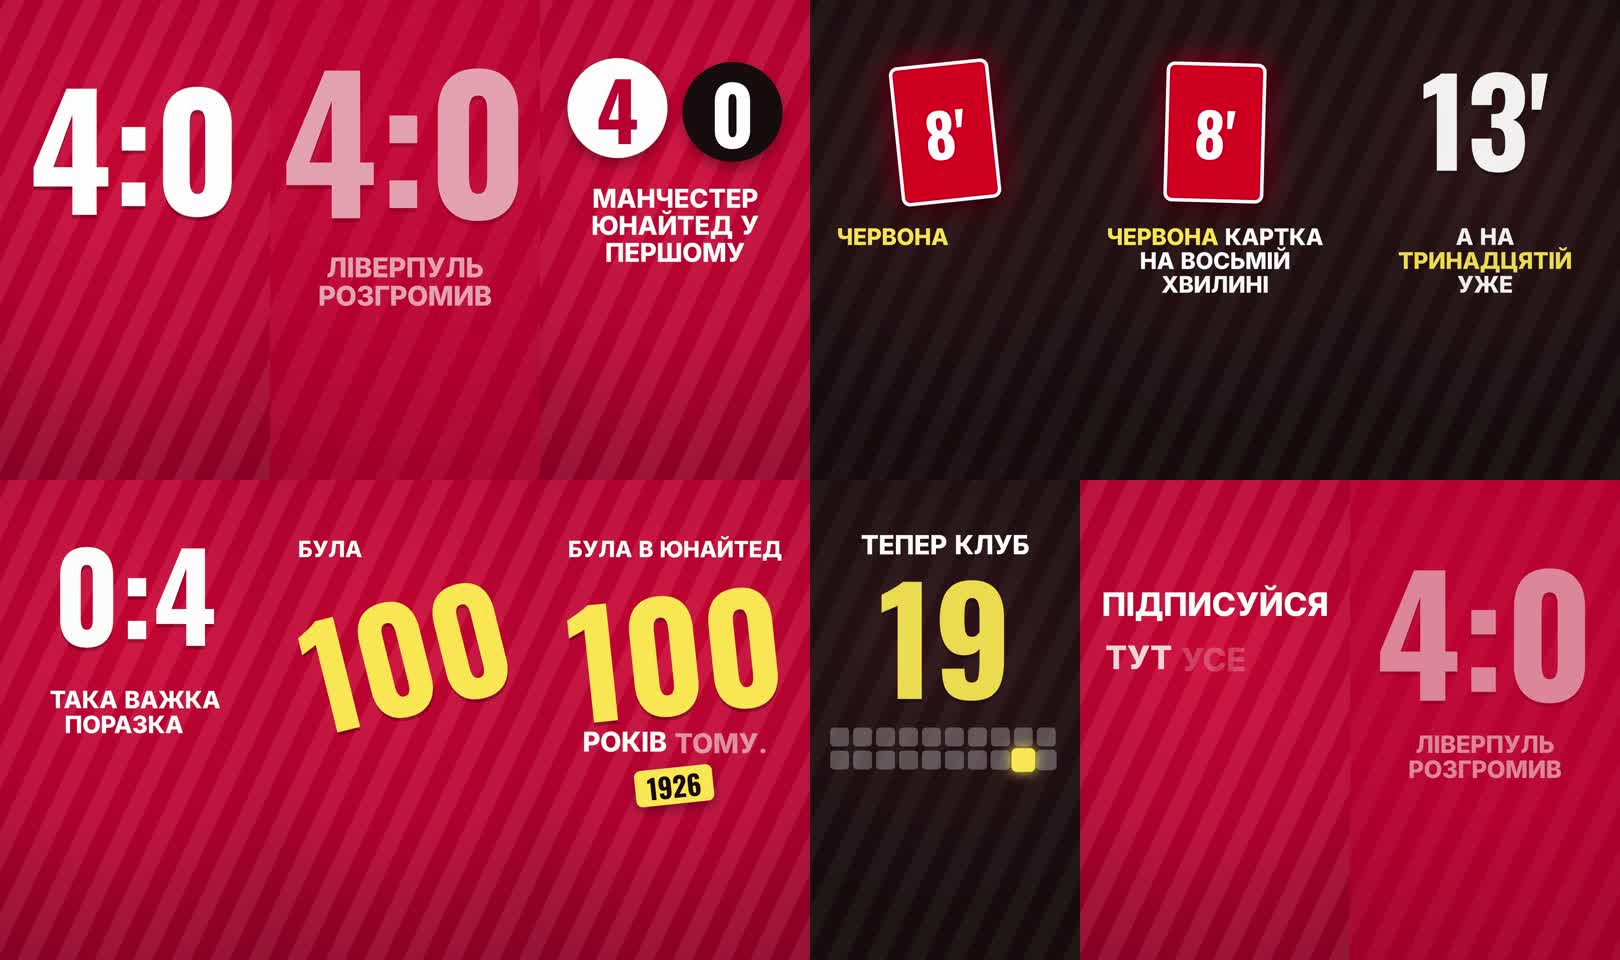 4:0
4:0
ЛІВЕРПУЛЬ
РОЗГРОМИВ
4 0
МАНЧЕСТЕР
ЮНАЙТЕД У
ПЕРШОМУ
8'
ЧЕРВОНА
8'
ЧЕРВОНА КАРТКА
НА ВОСЬМІЙ
ХВИЛИНІ
13'
А НА
ТРИНАДЦЯТІЙ
УЖЕ
0:4
ТАКА ВАЖКА
ПОРАЗКА
БУЛА
100
БУЛА В ЮНАЙТЕД
100
РОКІВ ТОМУ.
1926
ТЕПЕР КЛУБ
19
ПІДПИСУЙСЯ
ТУТ УСЕ
4:0
ЛІВЕРПУЛЬ
РОЗГРОМИВ